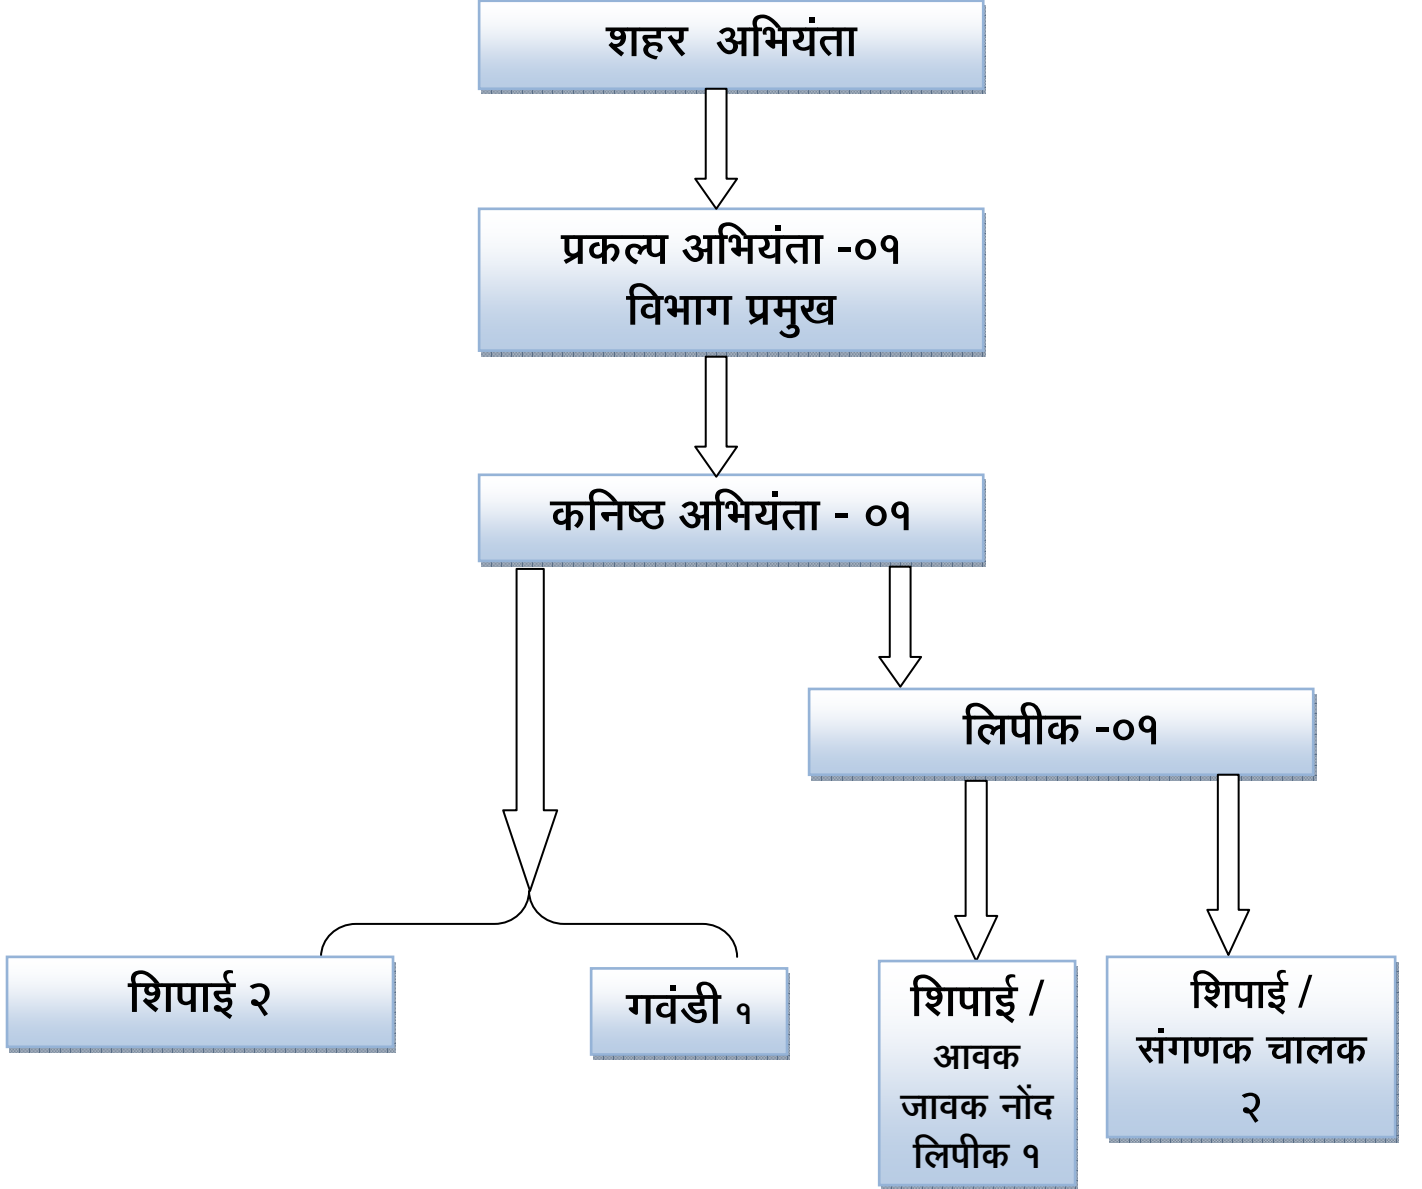 शहर अभियंता
प्रकल्प अभियंता -०१
विभाग प्रमुख
कनिष्ठ अभियंता - ०१
लिपीक -०१
शिपाई २
गवंडी १
शिपाई /
आवक
जावक नोंद
लिपीक १
शिपाई /
संगणक चालक
२